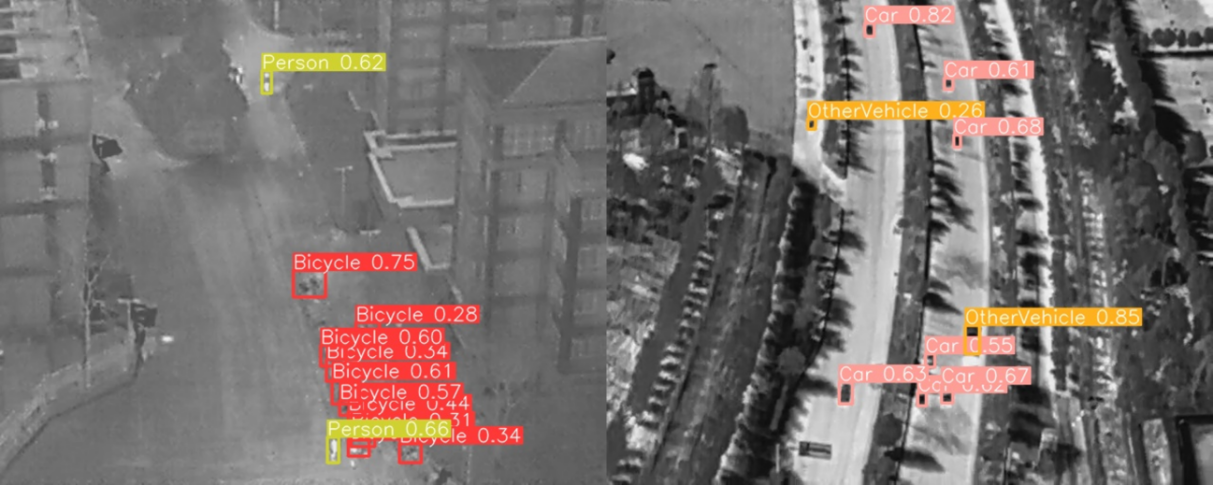 Person 0.62
Bicycle 0.75
Bicycle 0.28
Bicycle 0.60
Bicycle 0.34
Bicycle 0.61
Bicycle 0.57
Bicycle 0.44
0.31
Person 0.66
Bicycle 0.34
Car 0.82
Car 0.61
OtherVehicle 0.26
Car 0.68
OtherVehicle 0.85
Car 0.55
Car 0.63
Car 0.67